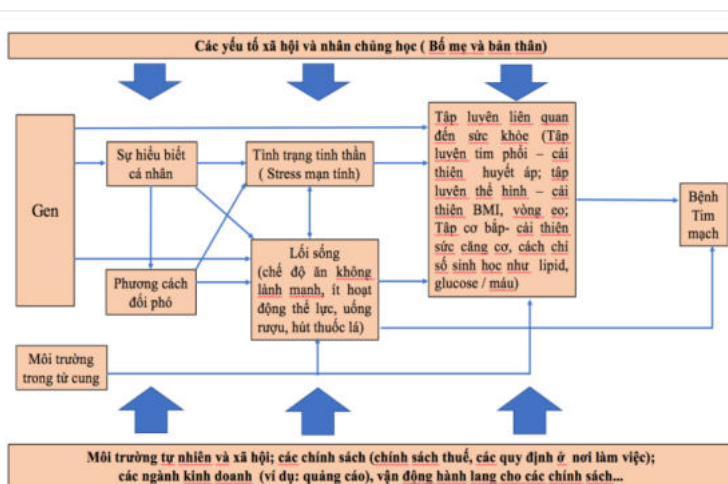 Các yếu tố xã hội và nhân chủng học ( Bố mẹ và bản thân)
Gen
Sự hiểu biết
cá nhân
Tình trạng tinh thần
( Stress mạn tính)
Tập luyên liên quan
đến sức khỏe (Tập
luyện tim phổi – cải
thiện huyết áp; tập
luyện thể hình – cải
thiện BMI, vòng eo;
Tập cơ bắp- cải thiện
sức căng cơ, cách chỉ
số sinh học như lipid,
glucose / máu)
Bệnh
Tim
mạch
Phương cách
đối phó
Lối sống
(chế độ ăn không
lành mạnh, ít hoạt
động thể lực, uống
rượu, hút thuốc lá)
Môi trường
trong tử cung
Môi trường tự nhiên và xã hội; các chính sách (chính sách thuế, các quy định ở nơi làm việc);
các ngành kinh doanh (ví dụ: quảng cáo), vận động hành lang cho các chính sách...